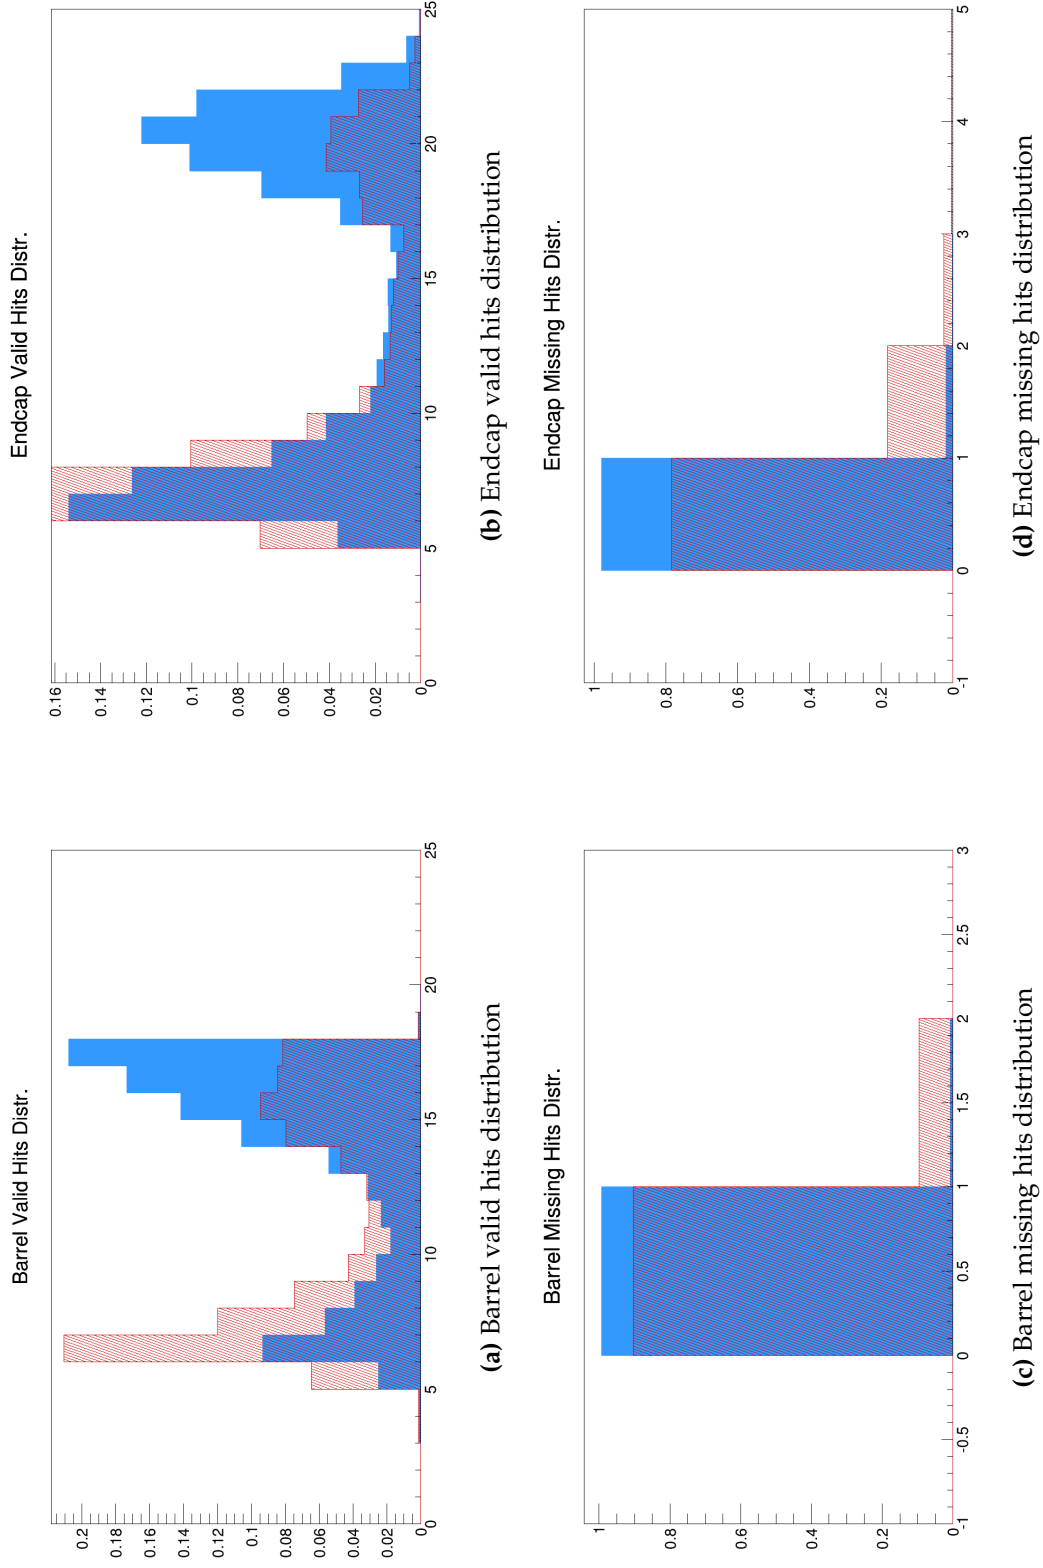 Barrel Valid Hits Distr.
0.2
0.18
0.16
0.14
0.12
0.1
0.08
0.06
0.04
0.02
0
0 5 10 15 20 25
(a) Barrel valid hits distribution
Endcap Valid Hits Distr.
0.16
0.14
0.12
0.1
0.08
0.06
0.04
0.02
0
0 5 10 15 20 25
(b) Endcap valid hits distribution
Barrel Missing Hits Distr.
1
0.8
0.6
0.4
0.2
0
-1 -0.5 0 0.5 1 1.5 2 2.5 3
(c) Barrel missing hits distribution
Endcap Missing Hits Distr.
1
0.8
0.6
0.4
0.2
0
-1 0 1 2 3 4 5
(d) Endcap missing hits distribution